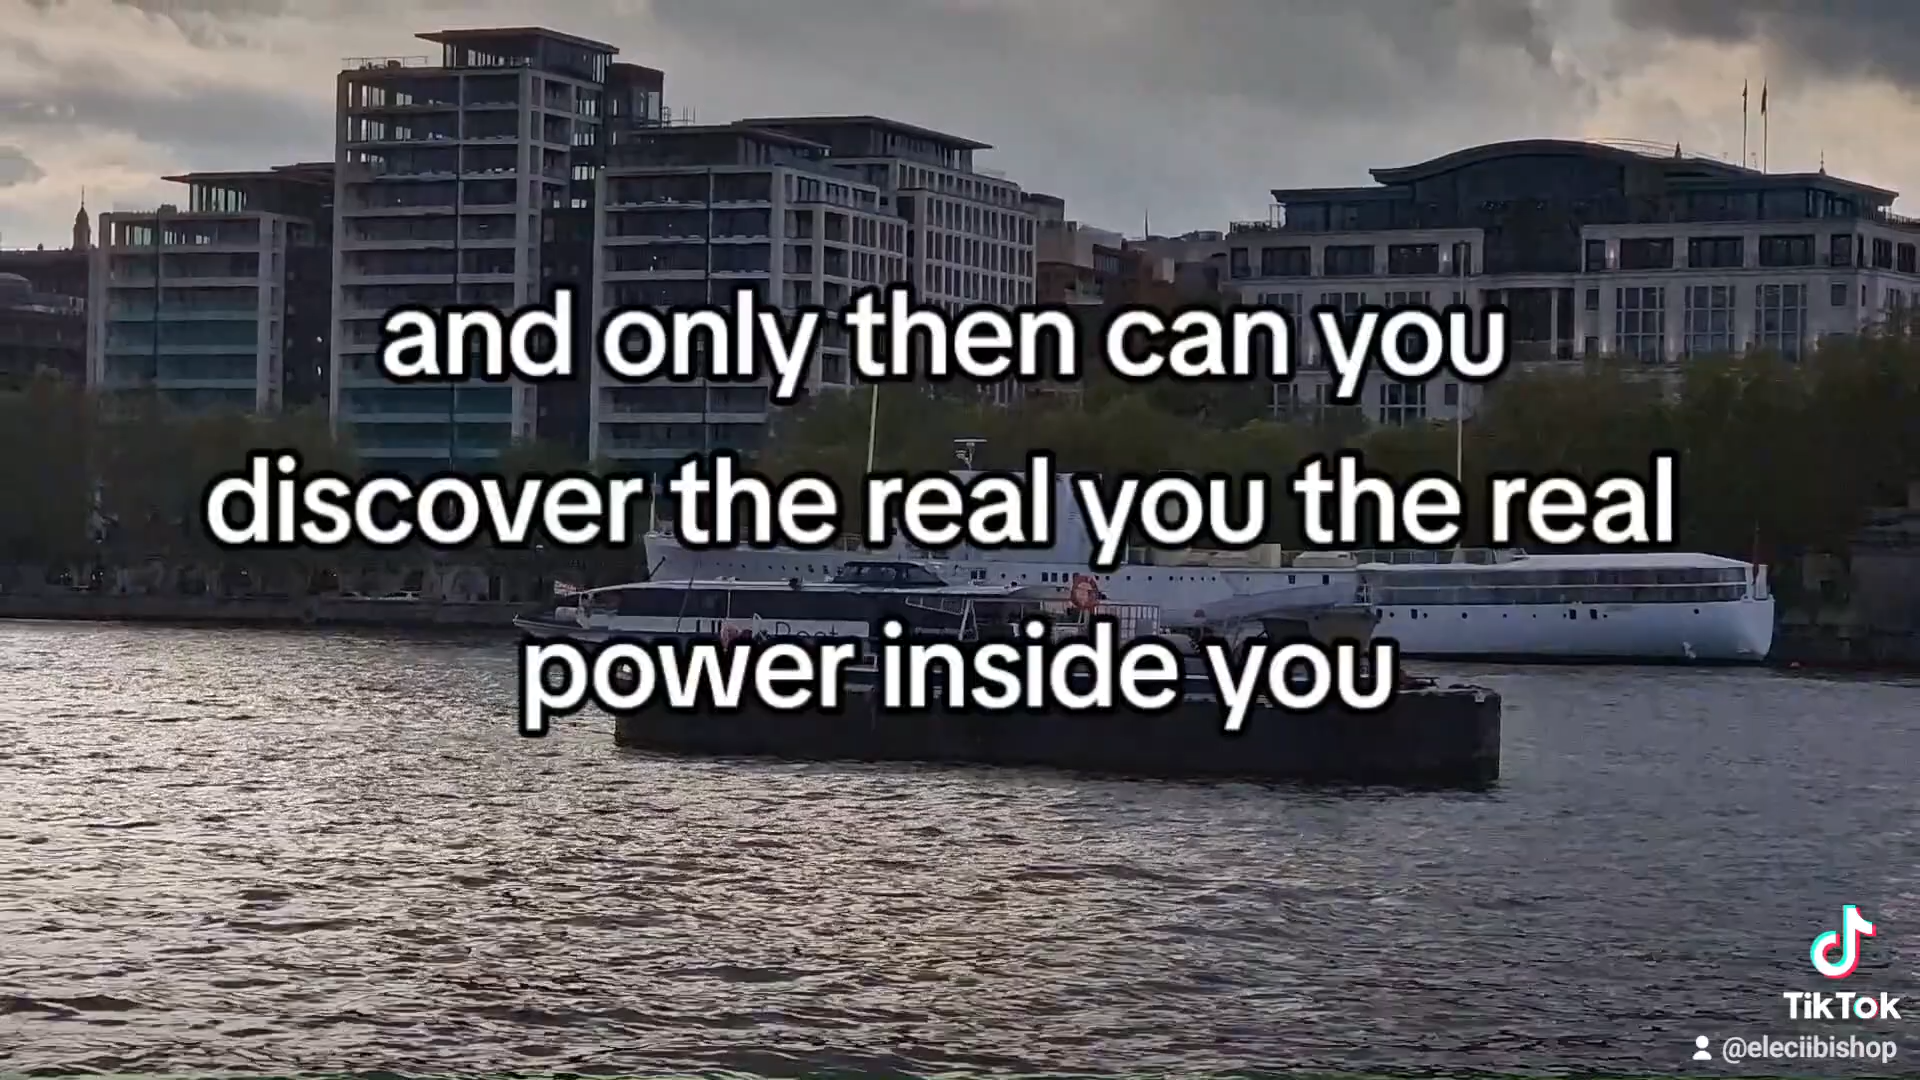 and only then can you
discover the real you the real
power inside you
TikTok
@eleciibishop